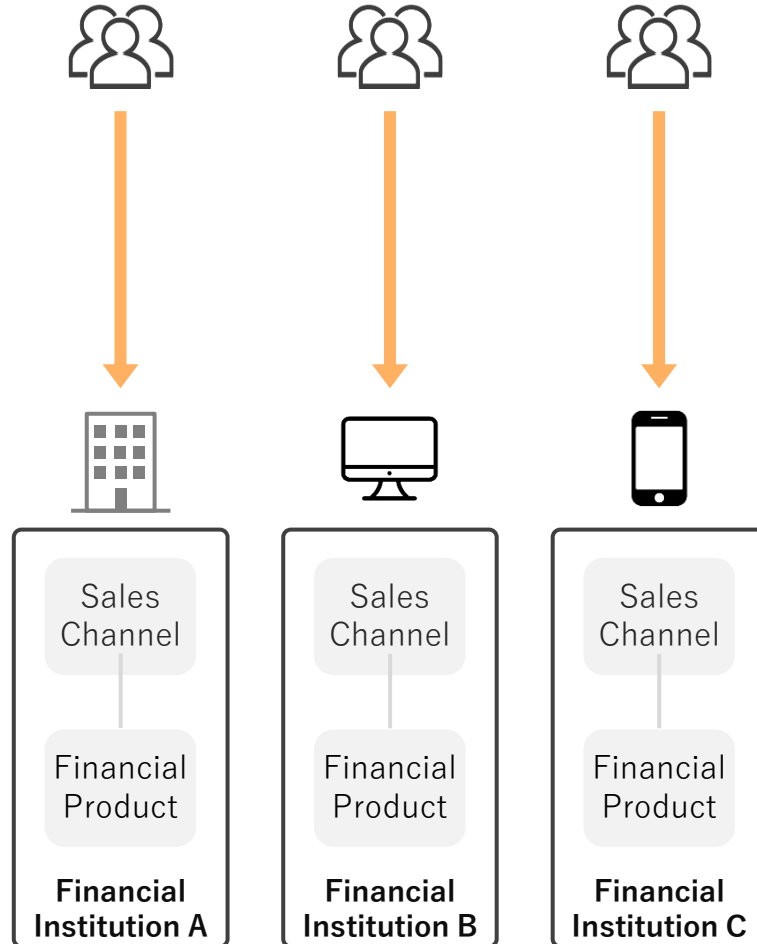 Sales
Channel
Financial
Product
Financial
Institution A
Sales
Channel
Financial
Product
Financial
Institution B
Sales
Channel
Financial
Product
Financial
Institution C